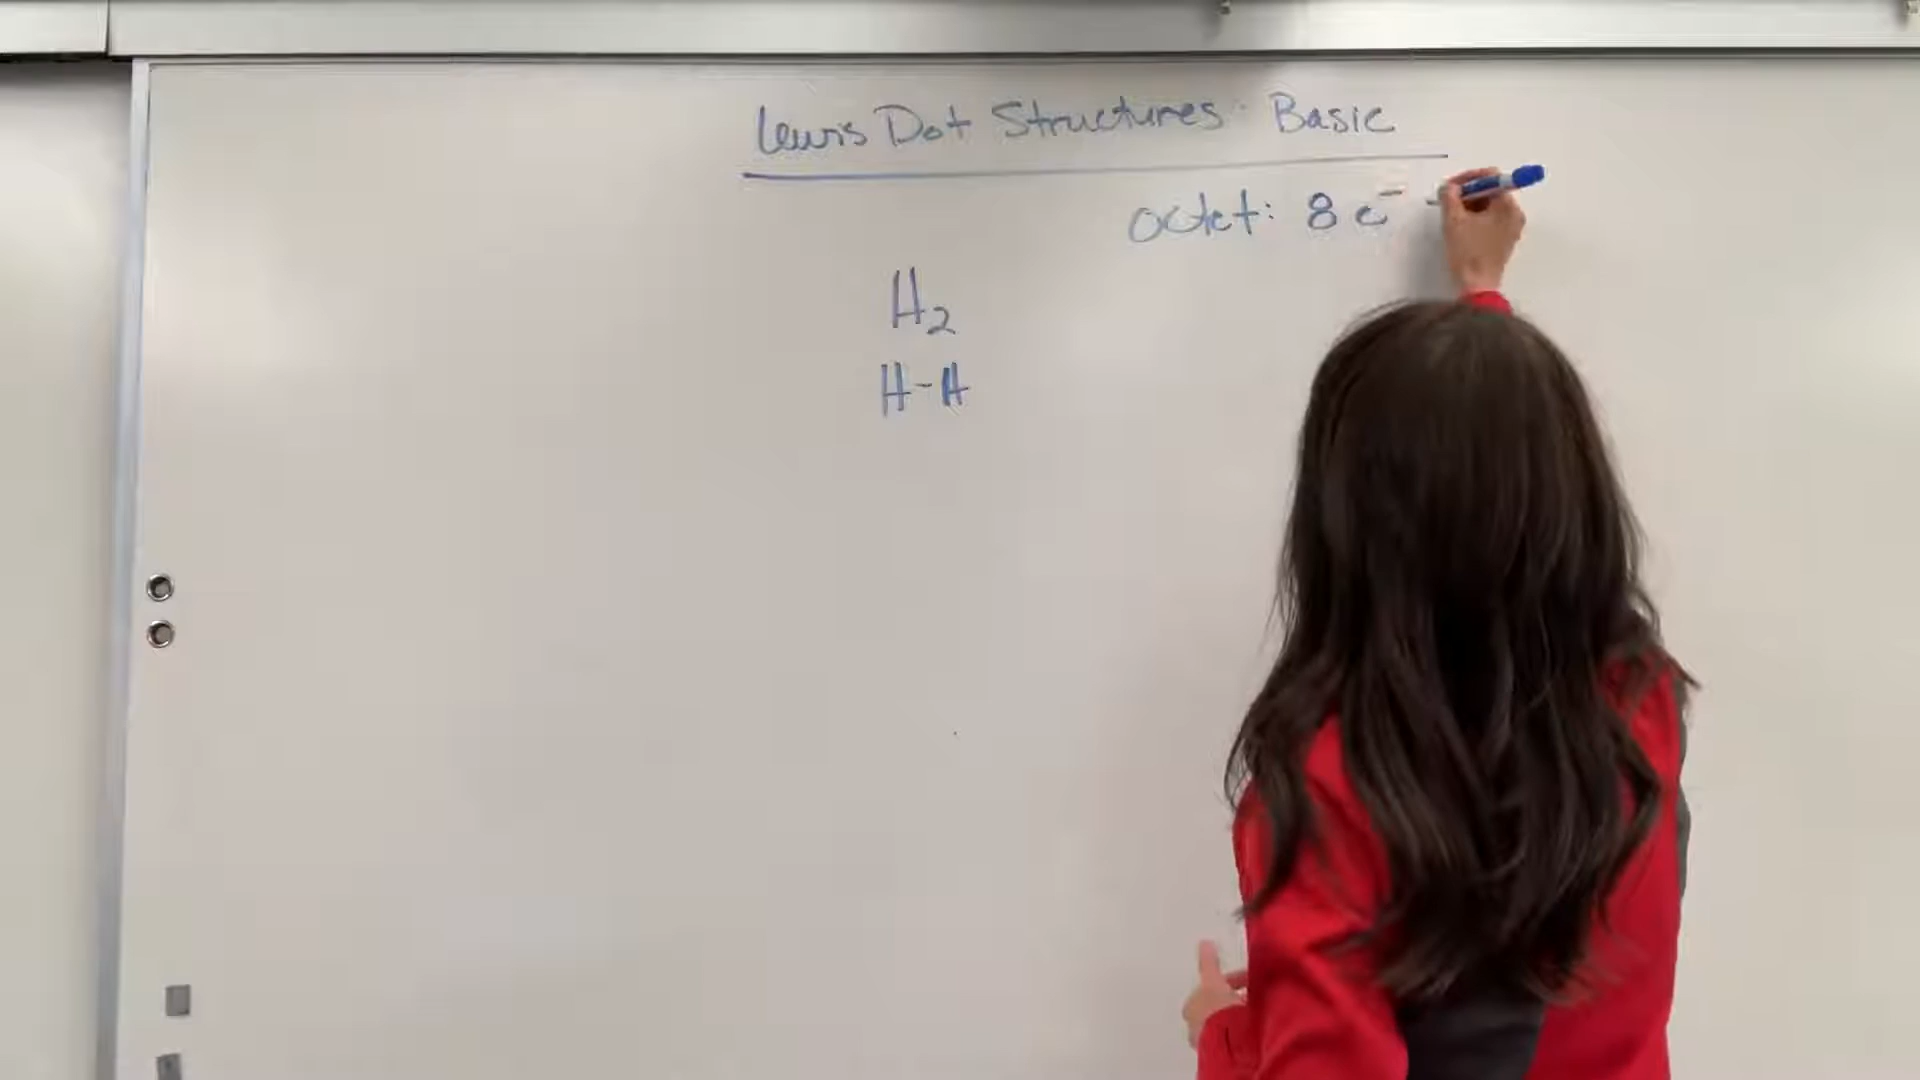 Lewis Dot Structures: Basic
octet: 8 e⁻
H₂
H-H